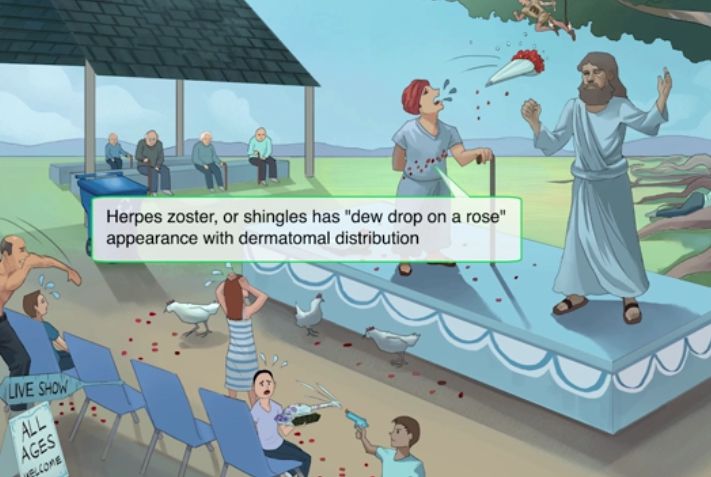 Herpes zoster, or shingles has "dew drop on a rose"
appearance with dermatomal distribution
LIVE SHOW
ALL
AGES
WELCOME